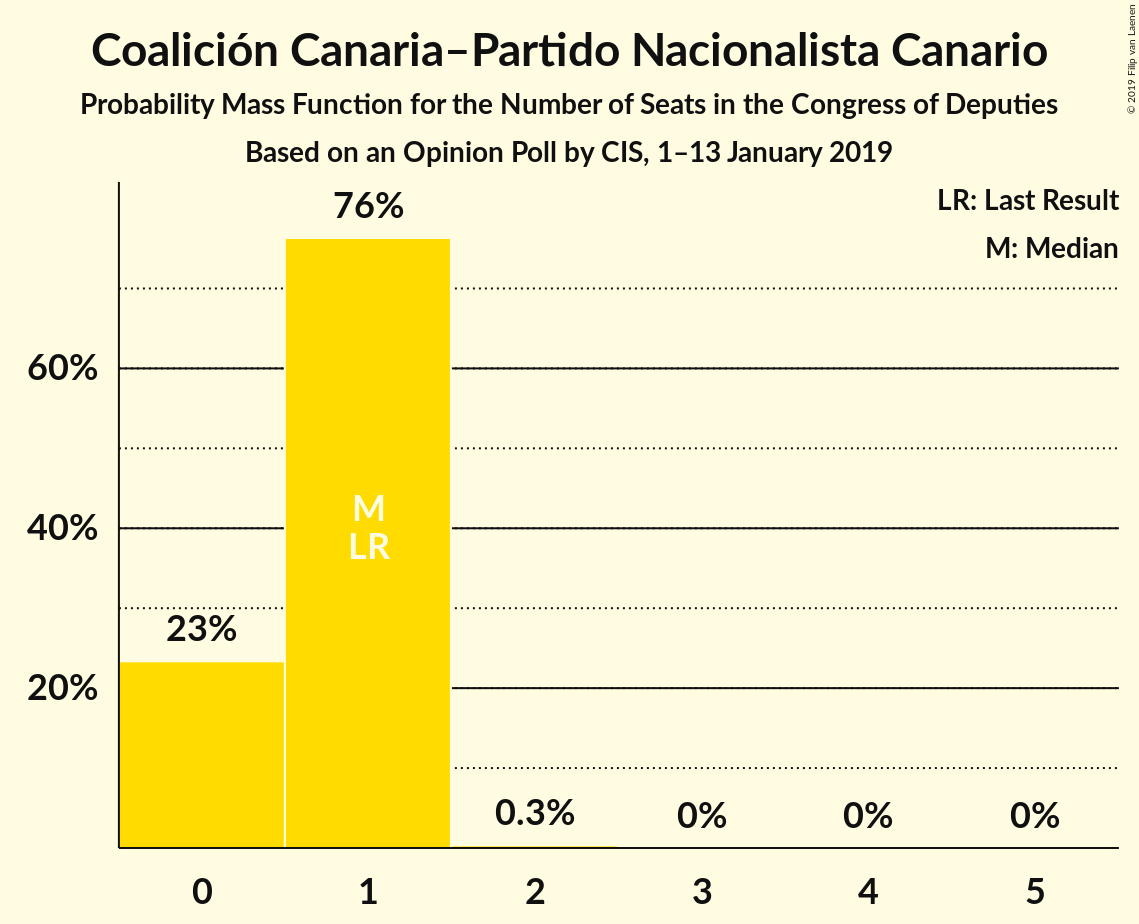 Coalición Canaria–Partido Nacionalista Canario
Probability Mass Function for the Number of Seats in the Congress of Deputies
Based on an Opinion Poll by CIS, 1–13 January 2019
© 2019 Filip van Laenen
LR: Last Result
M: Median
76%
60%
M
40%
LR
23%
20%
0.3%
0%
0%
0%
0
1
2
3
4
5